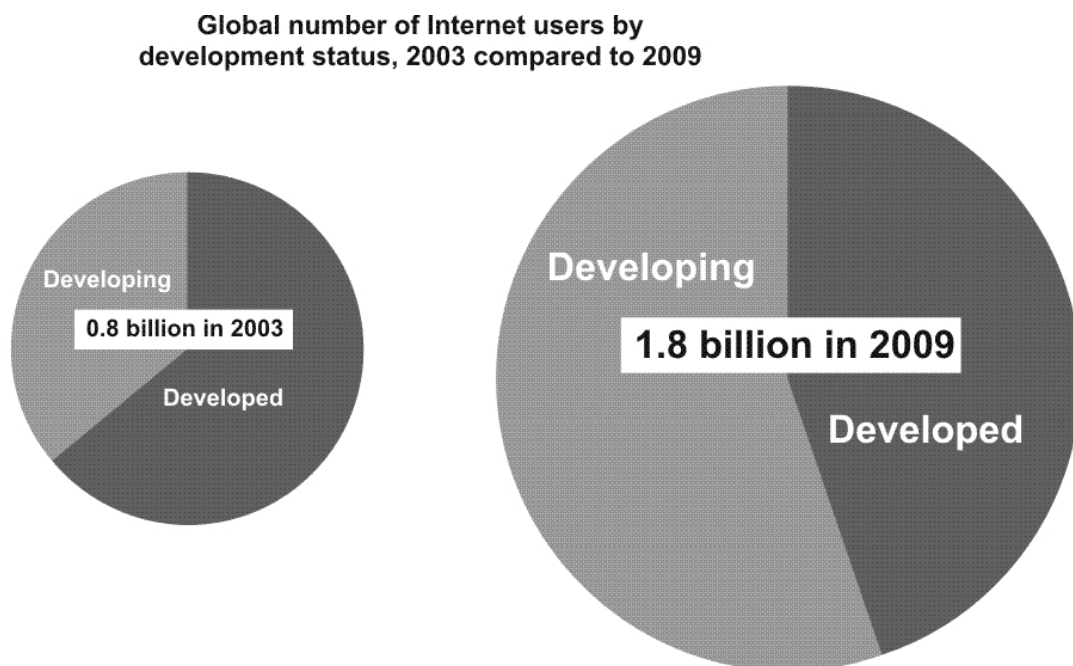 Global number of Internet users by
development status, 2003 compared to 2009
Developing
0.8 billion in 2003
Developed
Developing
1.8 billion in 2009
Developed